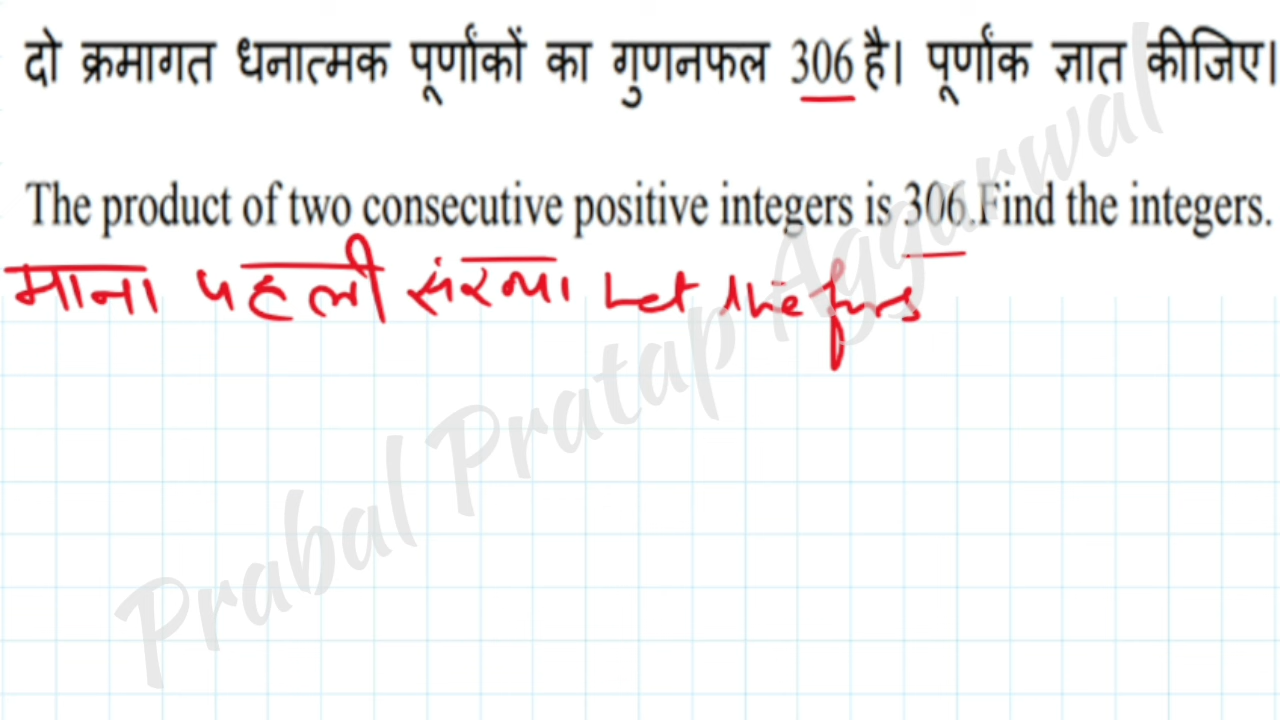 दो क्रमागत धनात्मक पूर्णांकों का गुणनफल 306 है। पूर्णांक ज्ञात कीजिए।
The product of two consecutive positive integers is 306.Find the integers.
माना पहली संख्या Let the firs
Prabal Pratap Aggarwal